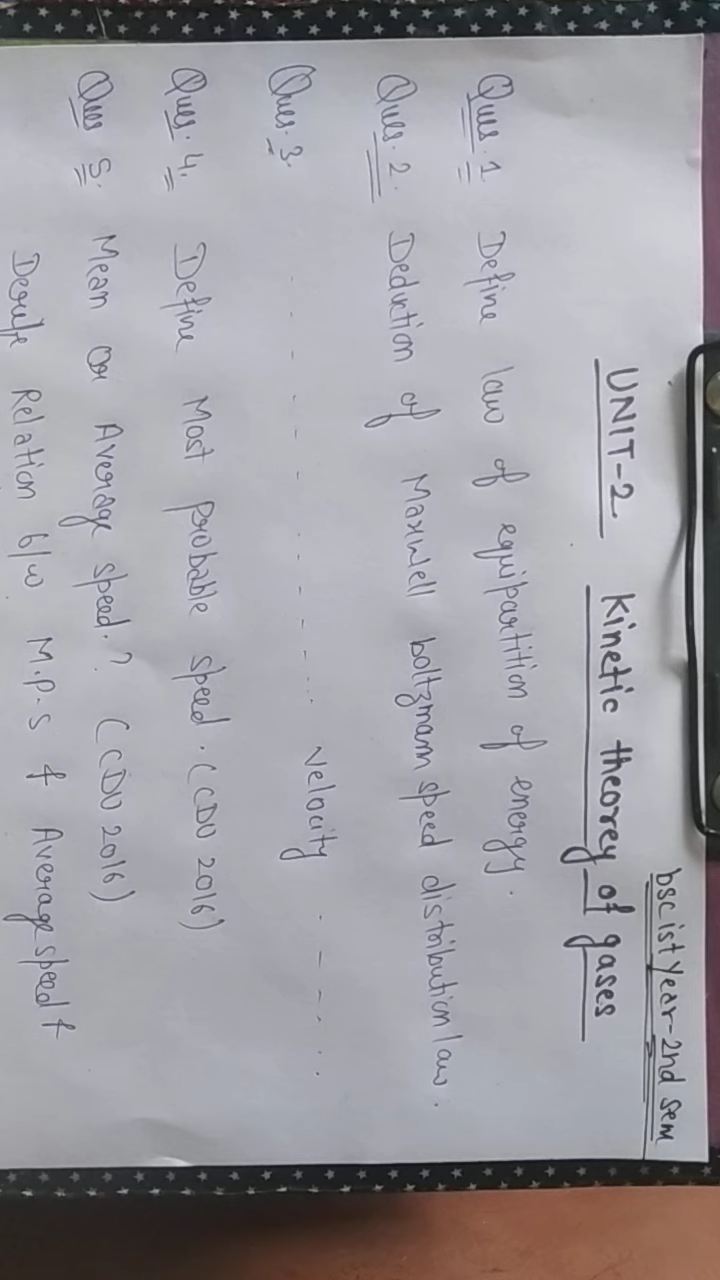 bsc ist year-2nd sem
UNIT-2 Kinetic theorey of gases
Ques.1. Define law of equipartition of energy.
Ques.2. Deduction of Maxwell boltzmann speed distribution law.
Ques.3. - - - - - - - ... velocity . - - . .
Ques.4. Define Most probable speed. (CDU 2016)
Ques 5. Mean or Average speed.? (CCDU 2016)
Relation b/w M.P.S & Average speed &